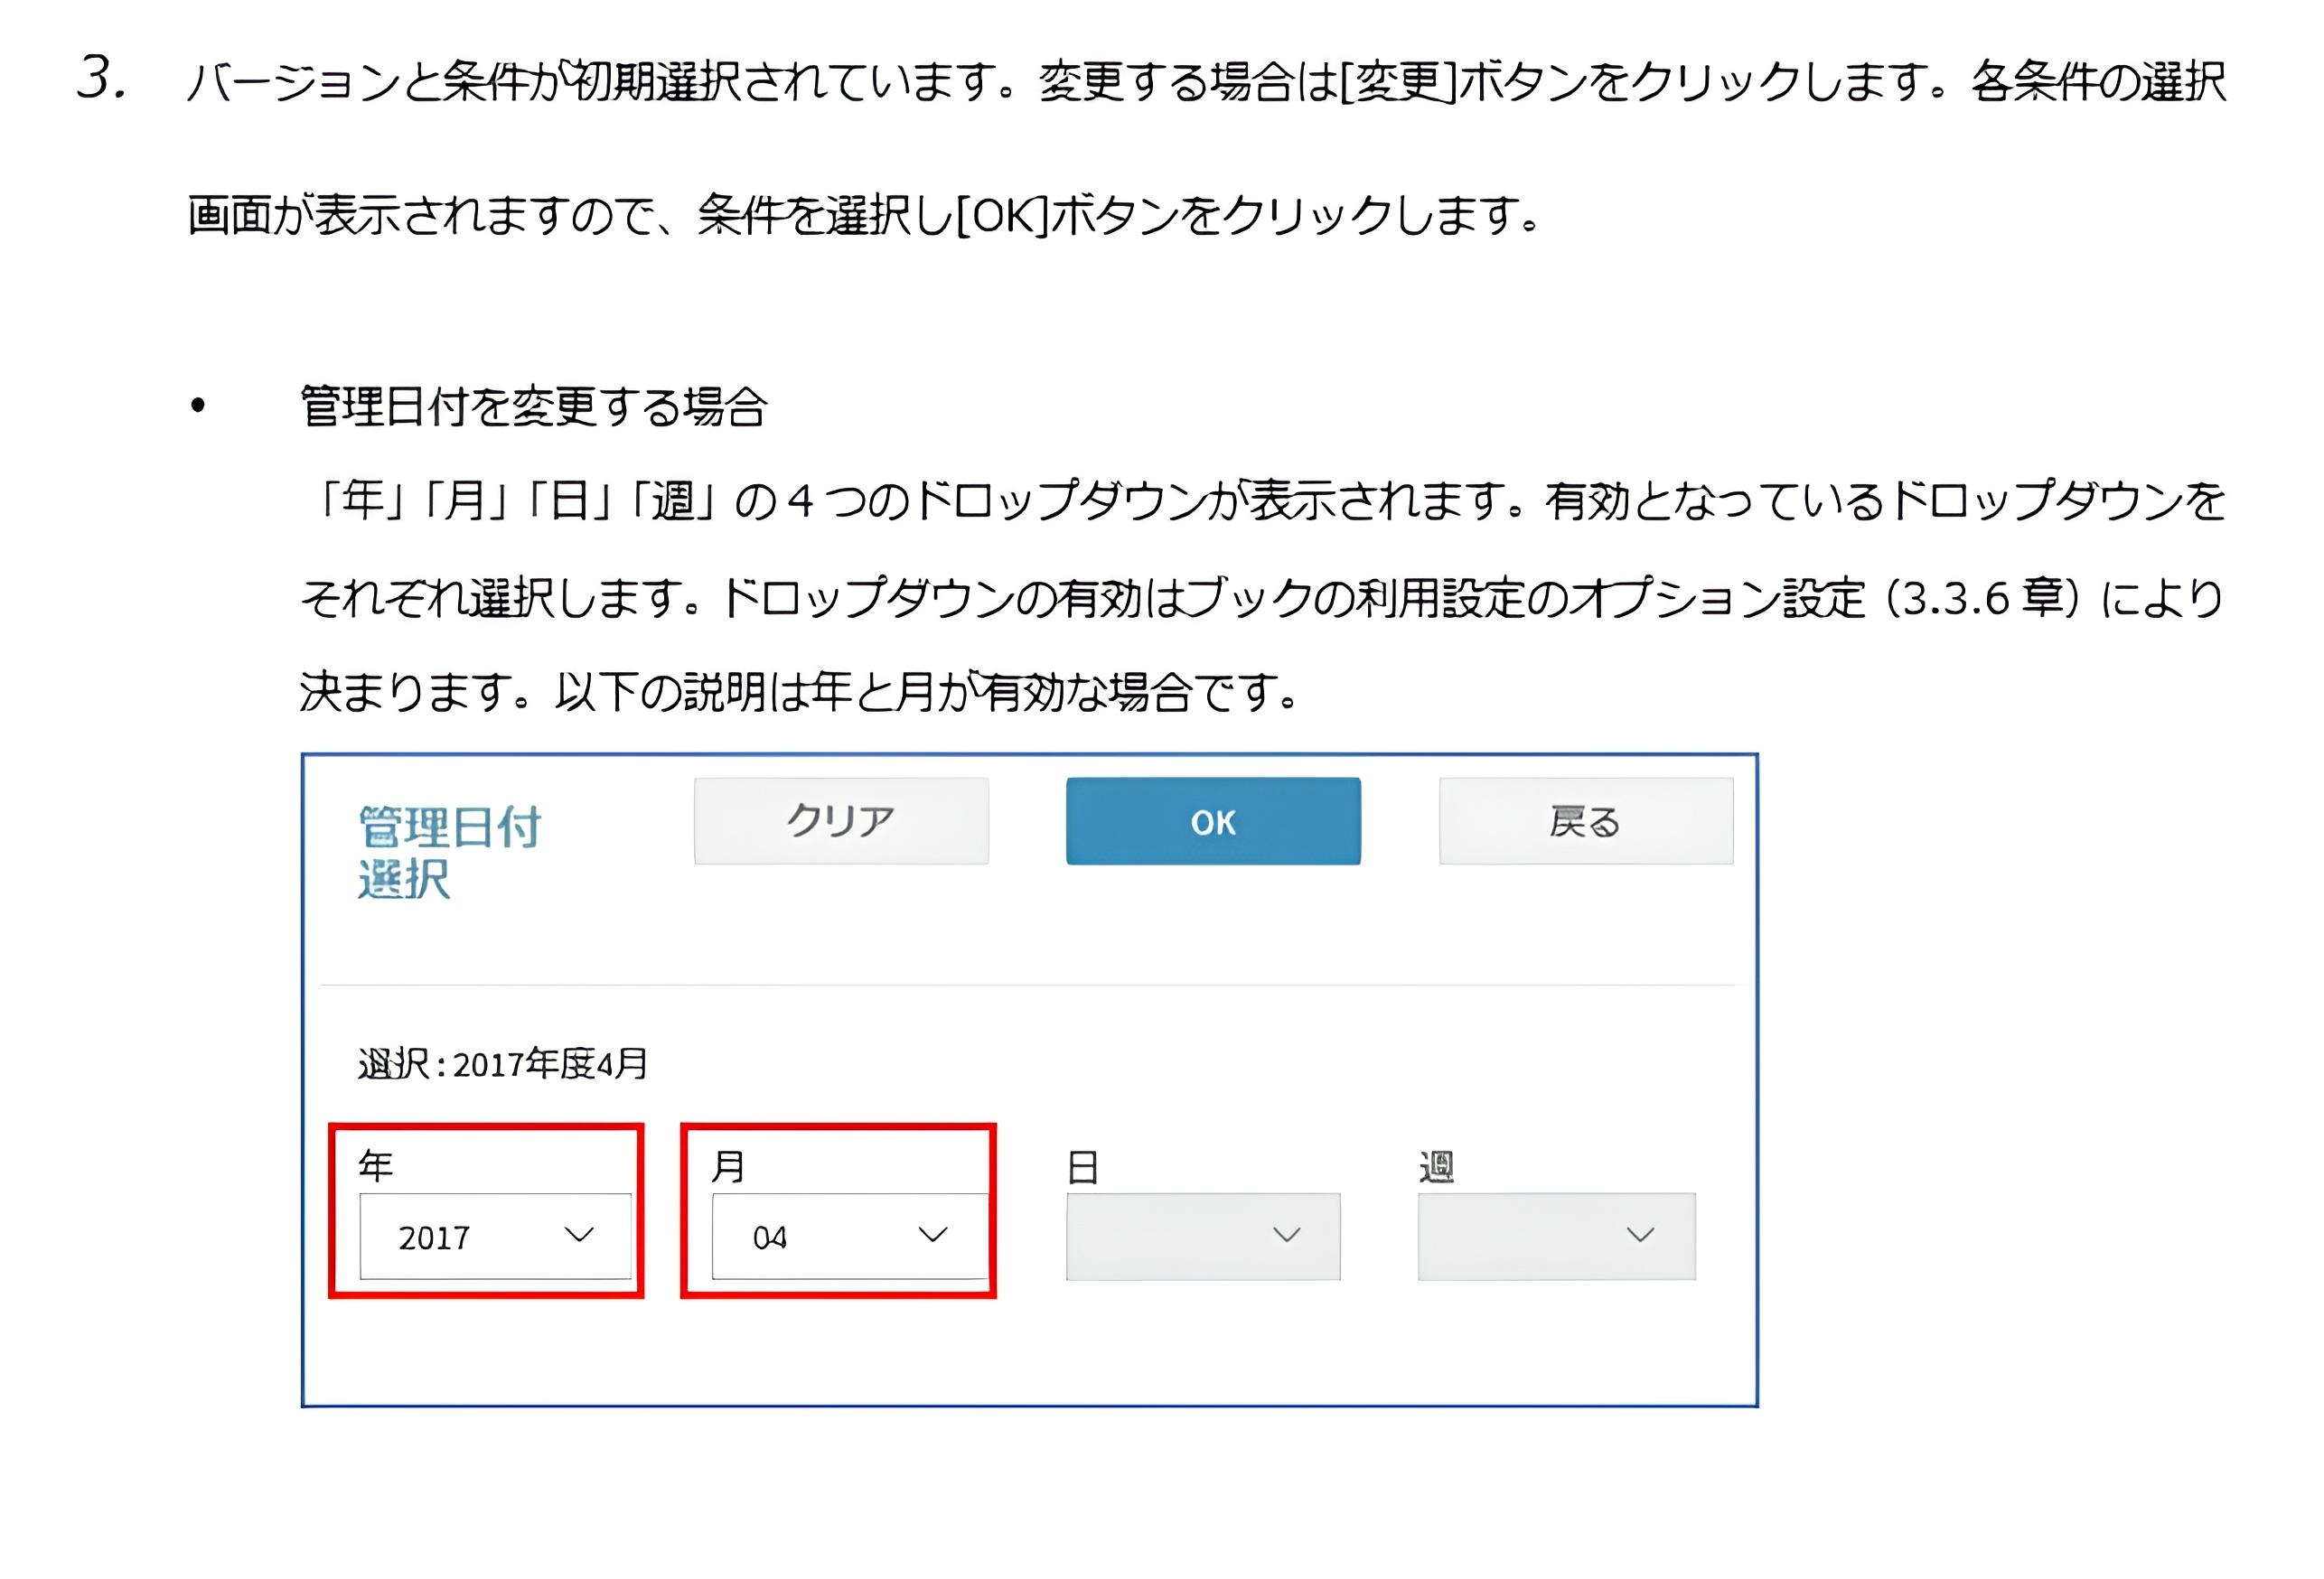 3. バージョンと条件が初期選択されています。変更する場合は[変更]ボタンをクリックします。各条件の選択
画面が表示されますので、条件を選択し[OK]ボタンをクリックします。
• 管理日付を変更する場合
「年」「月」「日」「週」の4つのドロップダウンが表示されます。有効となっているドロップダウンを
それぞれ選択します。ドロップダウンの有効はブックの利用設定のオプション設定（3.3.6章）により
決まります。以下の説明は年と月が有効な場合です。
管理日付
選択
クリア OK 戻る
選択:2017年度4月
年 月 日 週
2017 04